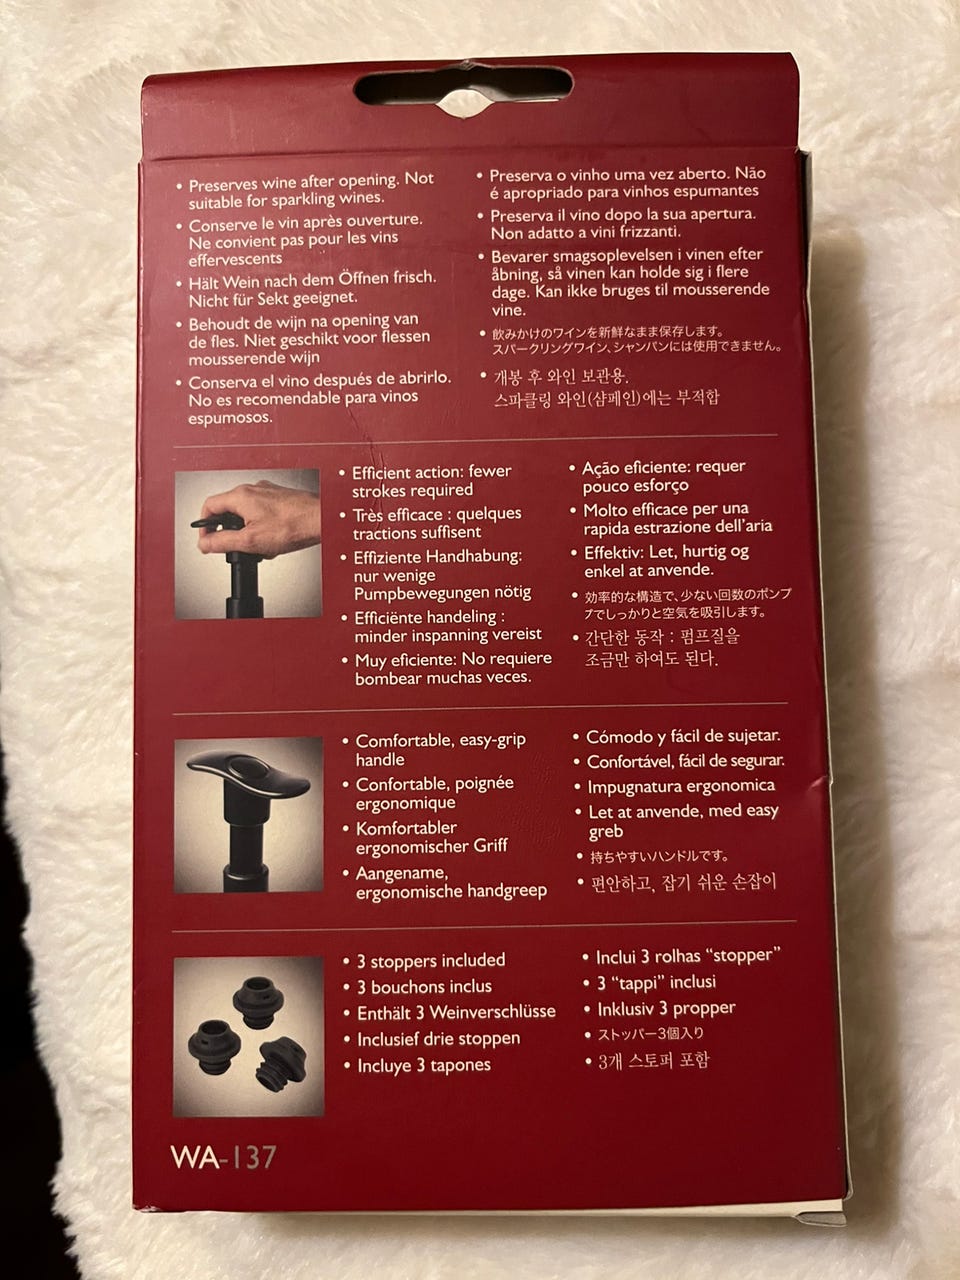 • Preserves wine after opening. Not
suitable for sparkling wines.
• Conserve le vin après ouverture.
Ne convient pas pour les vins
effervescents
• Hält Wein nach dem Öffnen frisch.
Nicht für Sekt geeignet.
• Behoudt de wijn na opening van
de fles. Niet geschikt voor flessen
mousserende wijn
• Conserva el vino después de abrirlo.
No es recomendable para vinos
espumosos.
• Preserva o vinho uma vez aberto. Não
é apropriado para vinhos espumantes
• Preserva il vino dopo la sua apertura.
Non adatto a vini frizzanti.
• Bevarer smagsoplevelsen i vinen efter
åbning, så vinen kan holde sig i flere
dage. Kan ikke bruges til mousserende
vine.
• 飲みかけのワインを新鮮なまま保存します。
スパークリングワイン、シャンパンには使用できません。
• 개봉 후 와인 보관용.
스파클링 와인(샴페인)에는 부적합
• Efficient action: fewer
strokes required
• Très efficace : quelques
tractions suffisent
• Effiziente Handhabung:
nur wenige
Pumpbewegungen nötig
• Efficiënte handeling :
minder inspanning vereist
• Muy eficiente: No requiere
bombear muchas veces.
• Ação eficiente: requer
pouco esforço
• Molto efficace per una
rapida estrazione dell'aria
• Effektiv: Let, hurtig og
enkel at anvende.
• 効率的な構造で、少ない回数のポンプ
プでしっかりと空気を吸引します。
• 간단한 동작 : 펌프질을
조금만 하여도 된다.
• Comfortable, easy-grip
handle
• Confortable, poignée
ergonomique
• Komfortabler
ergonomischer Griff
• Aangename,
ergonomische handgreep
• Cómodo y fácil de sujetar.
• Confortável, fácil de segurar.
• Impugnatura ergonomica
• Let at anvende, med easy
greb
• 持ちやすいハンドルです。
• 편안하고, 잡기 쉬운 손잡이
• 3 stoppers included
• 3 bouchons inclus
• Enthält 3 Weinverschlüsse
• Inclusief drie stoppen
• Incluye 3 tapones
• Inclui 3 rolhas “stopper”
• 3 “tappi” inclusi
• Inklusiv 3 propper
• ストッパー3個入り
• 3개 스토퍼 포함
WA-137